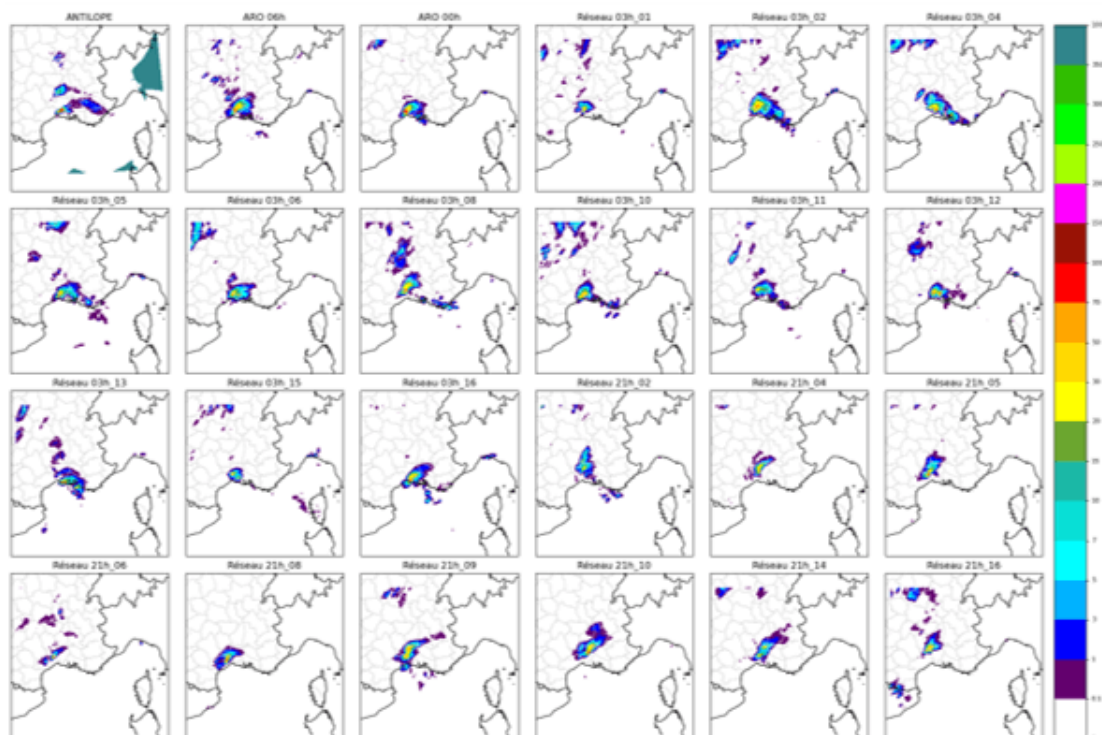 ANTILOPE ARO 06h ARO 00h Réseau 03h_01 Réseau 03h_02 Réseau 03h_04
Réseau 03h_05 Réseau 03h_06 Réseau 03h_08 Réseau 03h_10 Réseau 03h_11 Réseau 03h_12
Réseau 03h_13 Réseau 03h_15 Réseau 03h_16 Réseau 21h_02 Réseau 21h_04 Réseau 21h_05
Réseau 21h_06 Réseau 21h_08 Réseau 21h_09 Réseau 21h_10 Réseau 21h_14 Réseau 21h_16